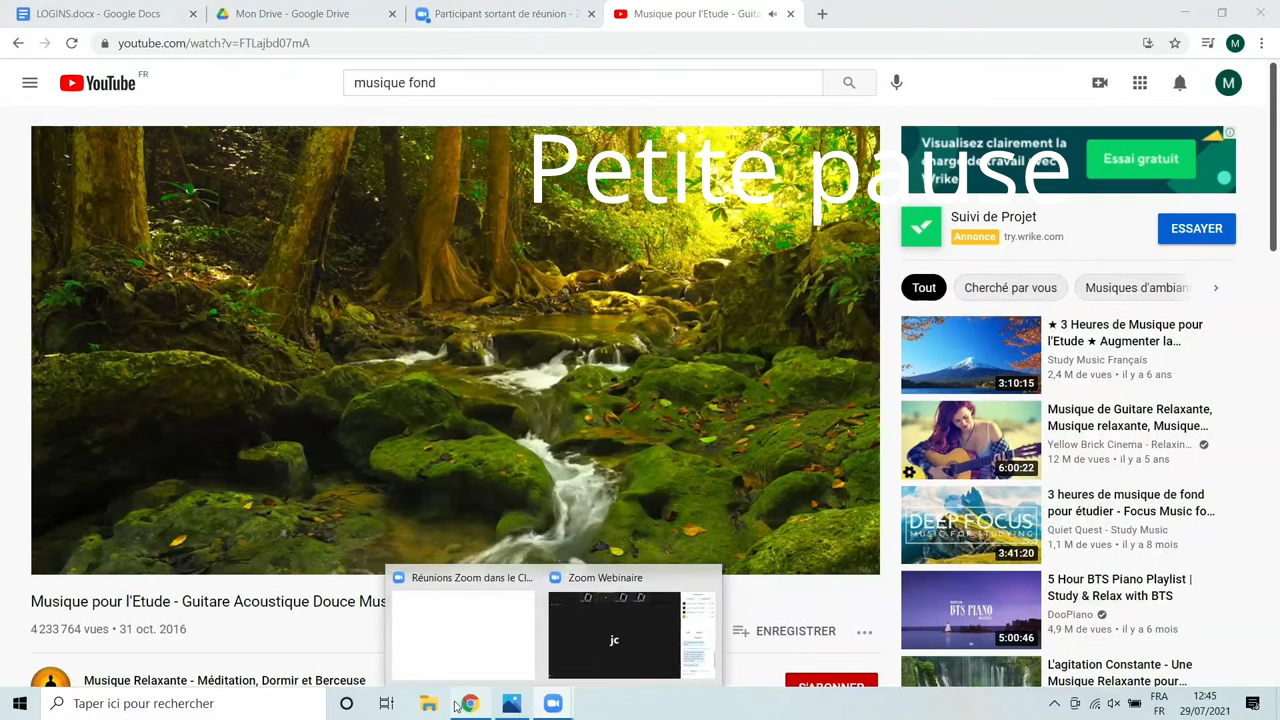 LOGINS.docx - Google Docs
Mon Drive - Google Drive
Participant sortant de réunion - Z
Musique pour l'Etude - Guita
youtube.com/watch?v=FTLajbd07mA
M
YouTube
FR
musique fond
M
Petite pause
Visualisez clairement la
charge de travail avec
Wrike.
Essai gratuit
Suivi de Projet
Annonce try.wrike.com
ESSAYER
Tout
Cherché par vous
Musiques d'ambian
★ 3 Heures de Musique pour
l'Etude ★ Augmenter la…
Study Music Français
2,4 M de vues • il y a 6 ans
3:10:15
Musique de Guitare Relaxante,
Musique relaxante, Musique…
Yellow Brick Cinema - Relaxin…
12 M de vues • il y a 5 ans
6:00:22
3 heures de musique de fond
pour étudier - Focus Music fo…
Quiet Quest - Study Music
1,1 M de vues • il y a 8 mois
DEEP FOCUS
MUSIC FOR STUDYING
3:41:20
5 Hour BTS Piano Playlist |
Study & Relax with BTS
DooPiano
4,9 M de vues • il y a 6 mois
BTS PIANO
5:00:46
L'agitation Constante - Une
Musique Relaxante pour…
Réunions Zoom dans le Cl...
Zoom Webinaire
jc
Musique pour l'Etude - Guitare Acoustique Douce Mus
4 233 764 vues • 31 oct. 2016
ENREGISTRER
Musique Relaxante - Méditation, Dormir et Berceuse
S'ABONNER
Taper ici pour rechercher
FRA
FR
12:45
29/07/2021